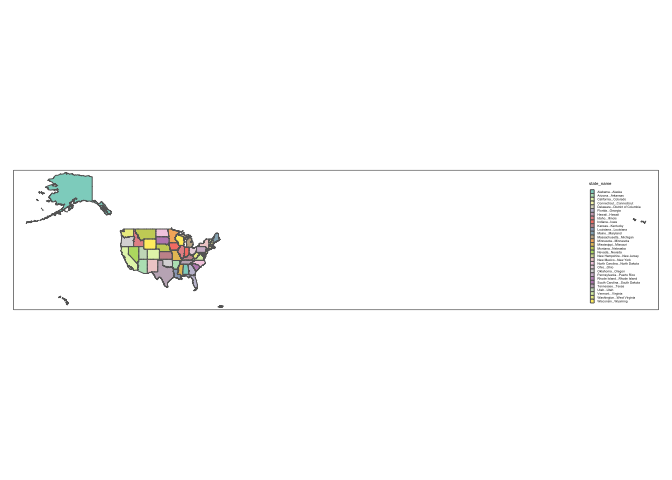 state_name
Alabama...Alaska
Arizona...Arkansas
California...Colorado
Connecticut...Connecticut
Delaware...District of Columbia
Florida...Georgia
Hawaii...Hawaii
Idaho...Illinois
Indiana...Iowa
Kansas...Kentucky
Louisiana...Louisiana
Maine...Maryland
Massachusetts...Michigan
Minnesota...Minnesota
Mississippi...Missouri
Montana...Nebraska
Nevada...Nevada
New Hampshire...New Jersey
New Mexico...New York
North Carolina...North Dakota
Ohio...Ohio
Oklahoma...Oregon
Pennsylvania...Puerto Rico
Rhode Island...Rhode Island
South Carolina...South Dakota
Tennessee...Texas
Utah...Utah
Vermont...Virginia
Washington...West Virginia
Wisconsin...Wyoming